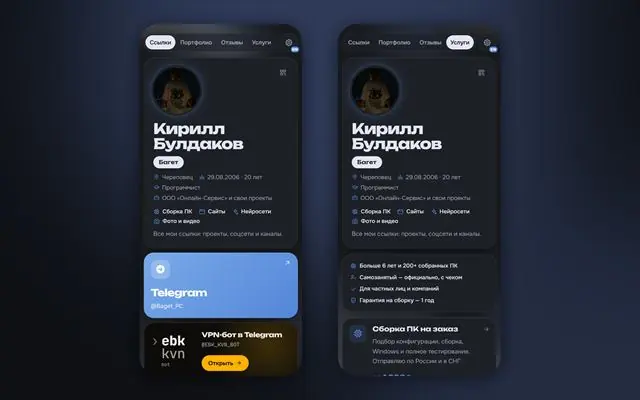 Ссылки Портфолио Отзывы Услуги
EN
Кирилл
Булдаков
Багет
Череповец 29.08.2006 · 20 лет
Программист
ООО «Онлайн-Сервис» и свои проекты
Сборка ПК Сайты Нейросети
Фото и видео
Все мои ссылки: проекты, соцсети и каналы.
Telegram
@Baget_PC
ebk
kvn
bot
VPN-бот в Telegram
@EBK_KVN_BOT
Открыть →
Ссылки Портфолио Отзывы Услуги
EN
Кирилл
Булдаков
Багет
Череповец 29.08.2006 · 20 лет
Программист
ООО «Онлайн-Сервис» и свои проекты
Сборка ПК Сайты Нейросети
Фото и видео
Все мои ссылки: проекты, соцсети и каналы.
Больше 6 лет и 200+ собранных ПК
Самозанятый — официально, с чеком
Для частных лиц и компаний
Гарантия на сборку — 1 год
Сборка ПК на заказ
Подбор конфигурации, сборка,
Windows и полное тестирование.
Отправляю по России и в СНГ